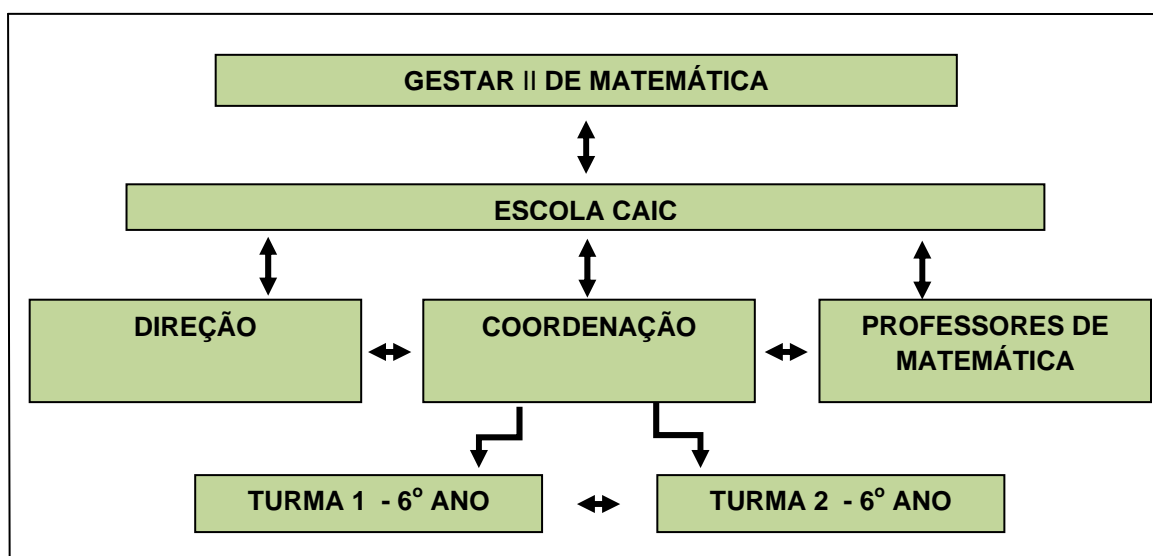 GESTAR II DE MATEMÁTICA
ESCOLA CAIC
DIREÇÃO
COORDENAÇÃO
PROFESSORES DE
MATEMÁTICA
TURMA 1 - 6º ANO
TURMA 2 - 6º ANO